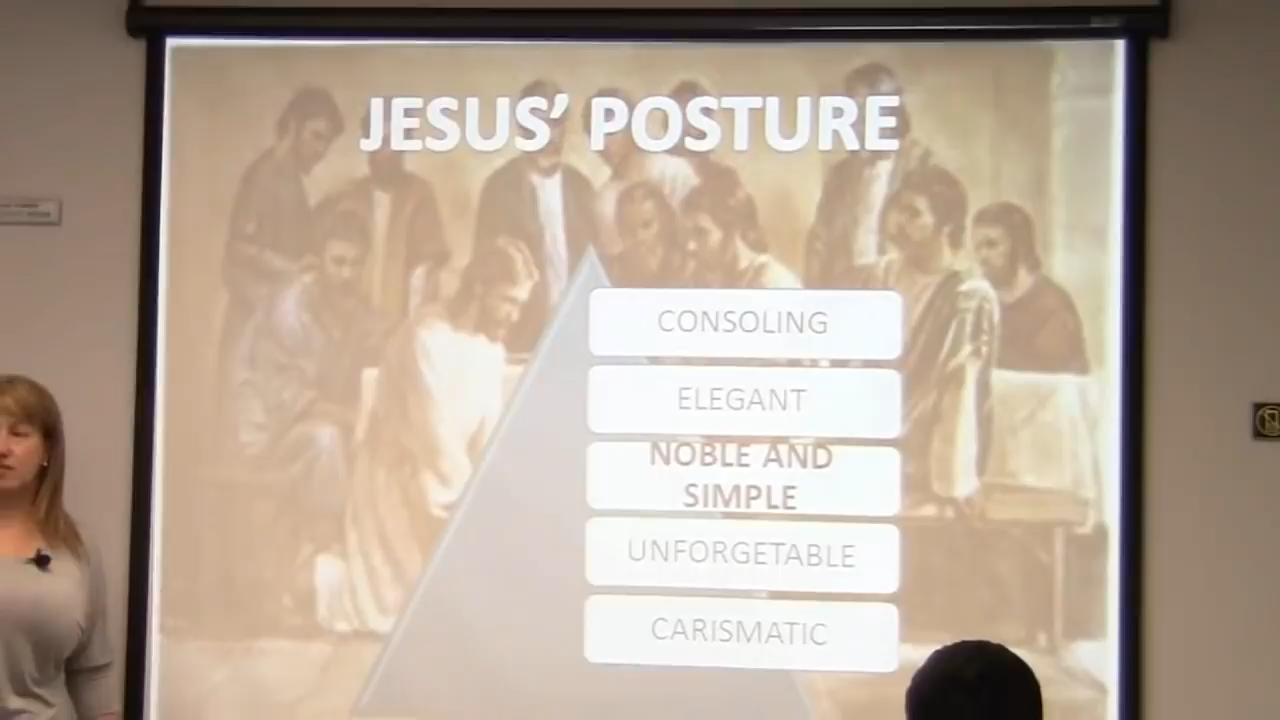 JESUS’ POSTURE
CONSOLING
ELEGANT
NOBLE AND
SIMPLE
UNFORGETABLE
CARISMATIC